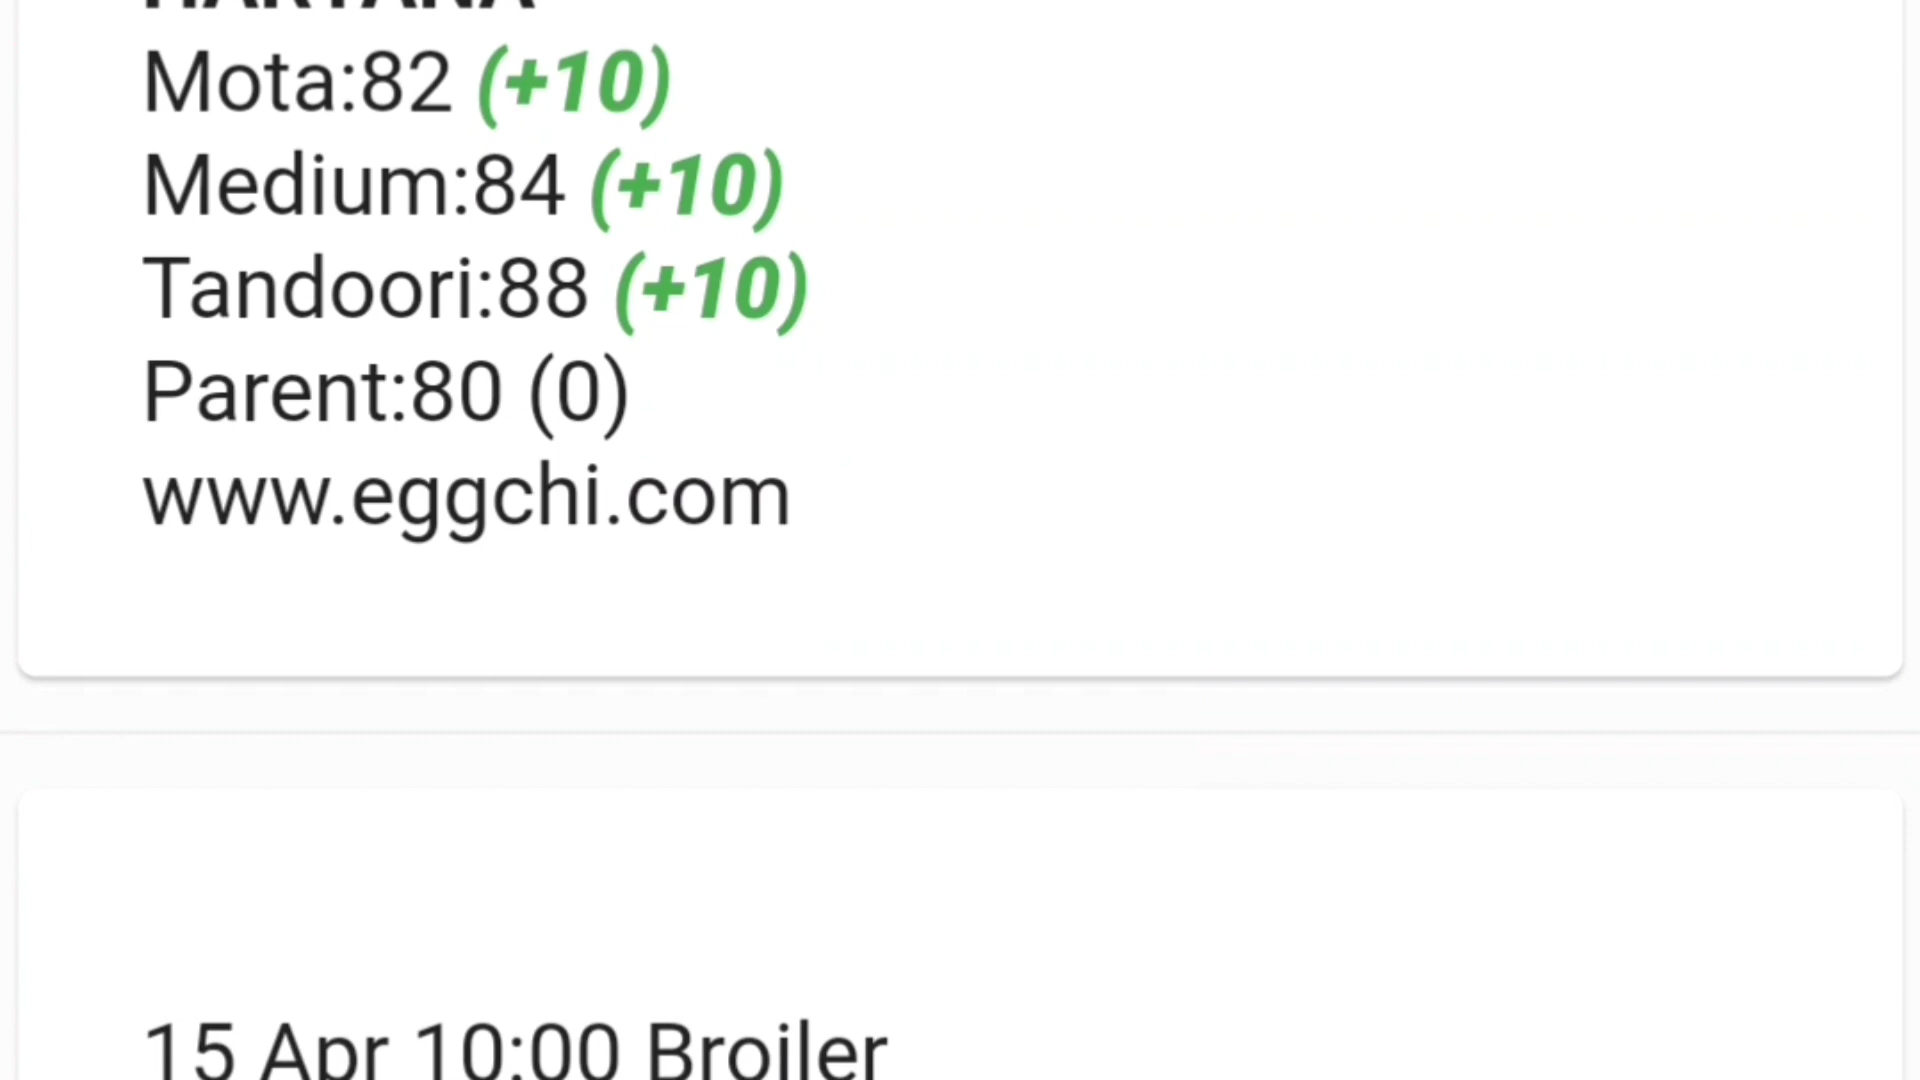 HARYANA
Mota:82 (+10)
Medium:84 (+10)
Tandoori:88 (+10)
Parent:80 (0)
www.eggchi.com
15 Apr 10:00 Broiler